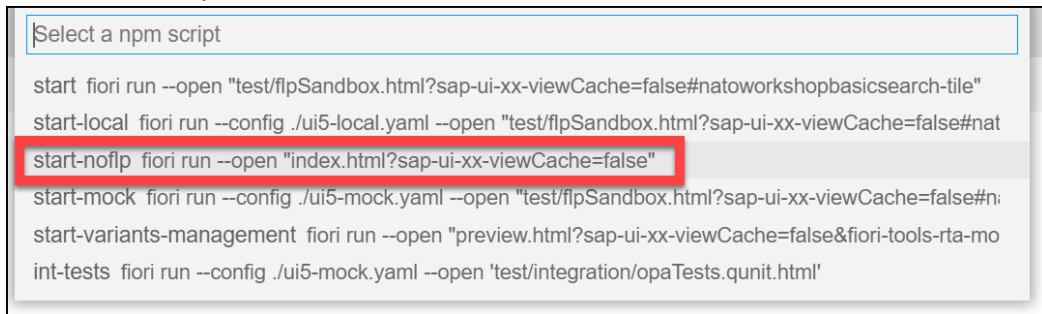 Select a npm script
start fiori run --open "test/flpSandbox.html?sap-ui-xx-viewCache=false#natoworkshopbasicsearch-tile"
start-local fiori run --config ./ui5-local.yaml --open "test/flpSandbox.html?sap-ui-xx-viewCache=false#nat
start-noflp fiori run --open "index.html?sap-ui-xx-viewCache=false"
start-mock fiori run --config ./ui5-mock.yaml --open "test/flpSandbox.html?sap-ui-xx-viewCache=false#na
start-variants-management fiori run --open "preview.html?sap-ui-xx-viewCache=false&fiori-tools-rta-mo
int-tests fiori run --config ./ui5-mock.yaml --open 'test/integration/opaTests.qunit.html'